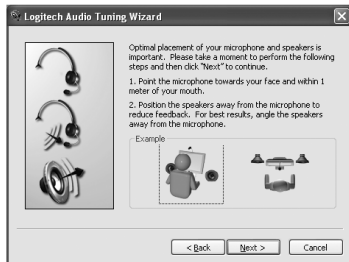 Logitech Audio Tuning Wizard
Optimal placement of your microphone and speakers is
important. Please take a moment to perform the following
steps and then click "Next" to continue.
1. Point the microphone towards your face and within 1
meter of your mouth.
2. Position the speakers away from the microphone to
reduce feedback. For best results, angle the speakers
away from the microphone.
Example
< Back
Next >
Cancel